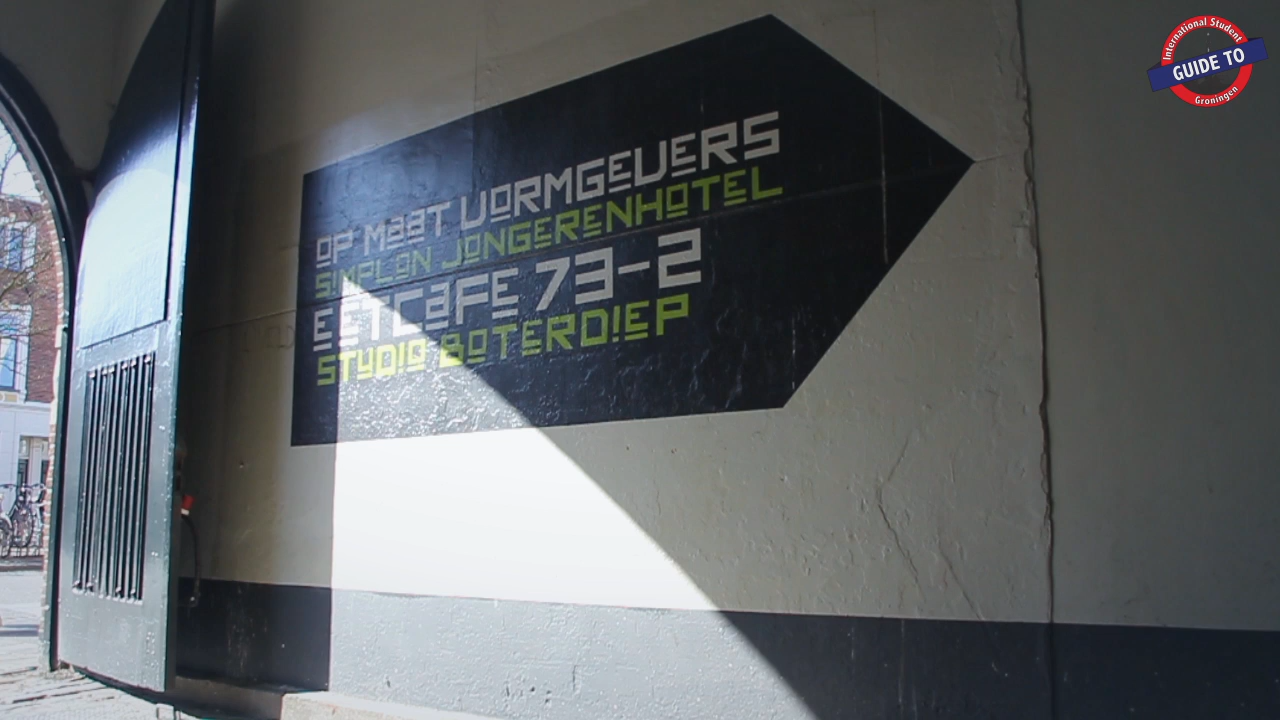 OP MAAT VORMGEVERS
SIMPLON JONGERENHOTEL
EETCAFE 73-2
STUDIO BOTERDIEP
International Student
GUIDE TO
Groningen